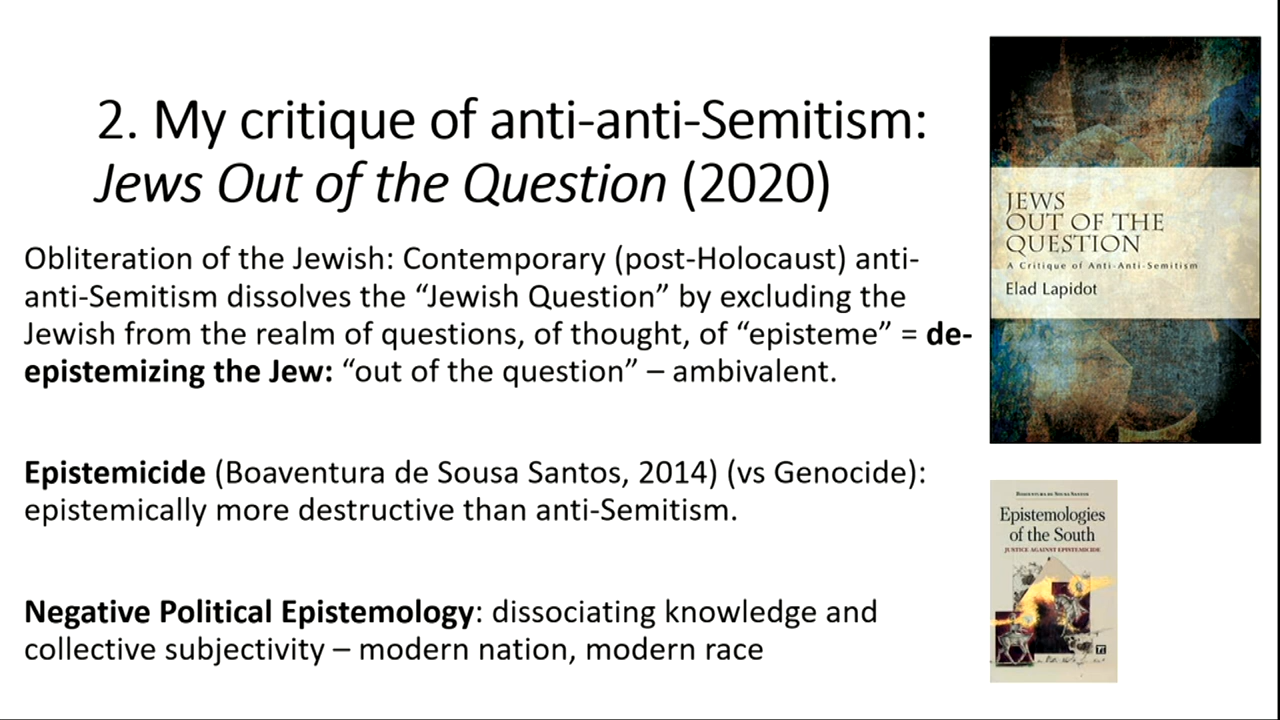 2. My critique of anti-anti-Semitism:
Jews Out of the Question (2020)
Obliteration of the Jewish: Contemporary (post-Holocaust) anti-
anti-Semitism dissolves the “Jewish Question” by excluding the
Jewish from the realm of questions, of thought, of “episteme” = de-
epistemizing the Jew: “out of the question” – ambivalent.
Epistemicide (Boaventura de Sousa Santos, 2014) (vs Genocide):
epistemically more destructive than anti-Semitism.
Negative Political Epistemology: dissociating knowledge and
collective subjectivity – modern nation, modern race
JEWS
OUT OF THE
QUESTION
A Critique of Anti-Anti-Semitism
Elad Lapidot
BOAVENTURA DE SOUSA SANTOS
Epistemologies
of the South
JUSTICE AGAINST EPISTEMICIDE